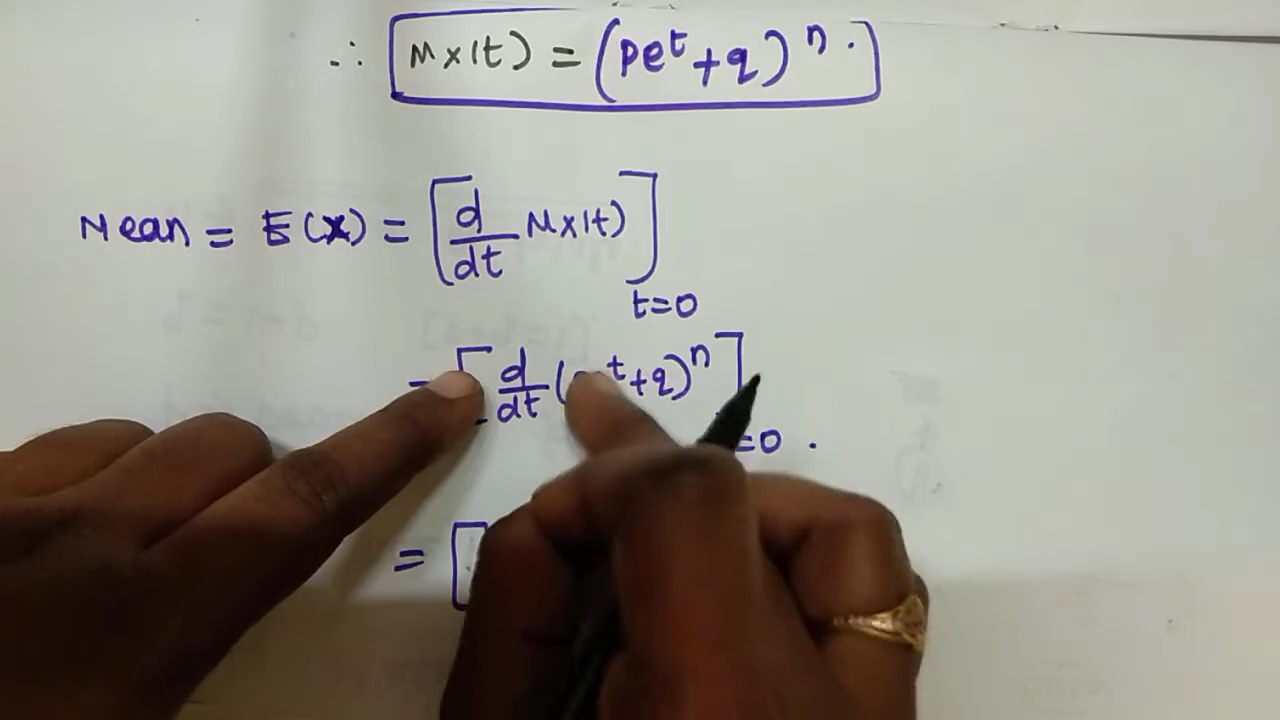 ∴ Mx(t) = (pe^t + q)^n.
Mean = E(X) = [d/dt Mx(t)]
t=0
= [d/dt ( t + q)^n]
=0 .
= [